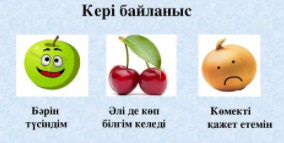 Кері байланыс
Бәрін
түсіндім
Әлі де көп
білгім келеді
Көмекті
қажет етемін